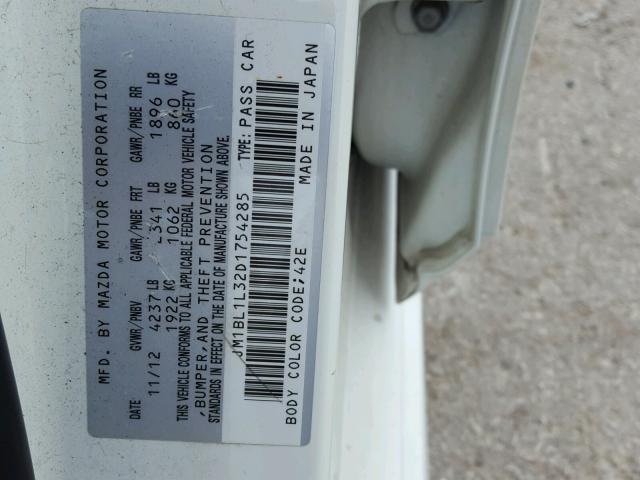 MFD. BY MAZDA MOTOR CORPORATION
DATE GVWR/PNBV GAWR/PNBE FRT GAWR/PNBE RR
11/12 4237 LB 2341 LB 1896 LB
1922 KG 1062 KG 860 KG
THIS VEHICLE CONFORMS TO ALL APPLICABLE FEDERAL MOTOR VEHICLE SAFETY
,BUMPER,AND THEFT PREVENTION
STANDARDS IN EFFECT ON THE DATE OF MANUFACTURE SHOWN ABOVE.
JM1BL1L32D1754285 TYPE: PASS CAR
BODY COLOR CODE;42E MADE IN JAPAN